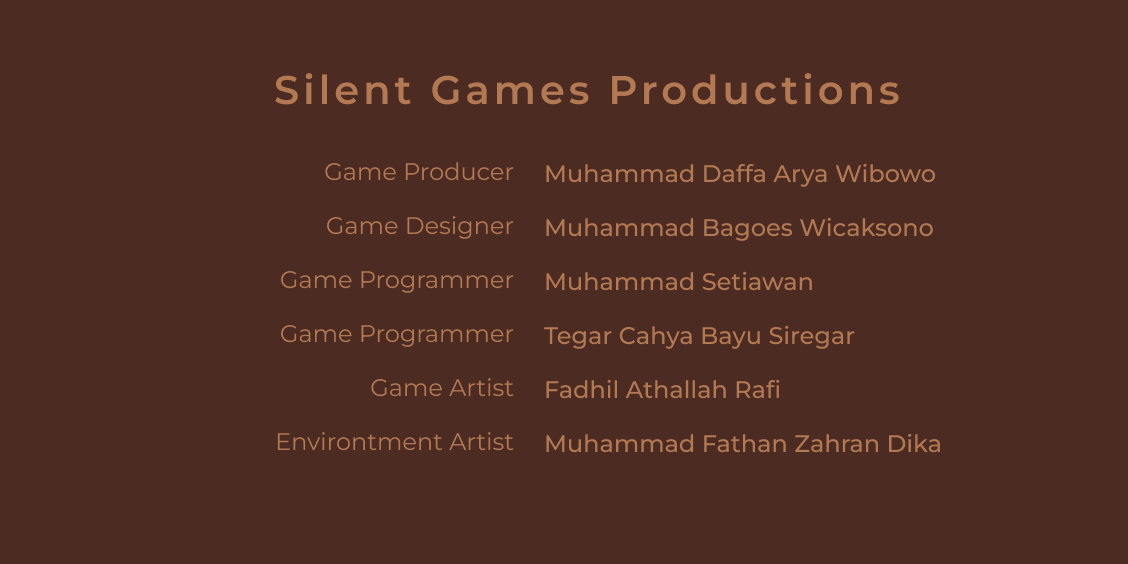 Silent Games Productions
Game Producer Muhammad Daffa Arya Wibowo
Game Designer Muhammad Bagoes Wicaksono
Game Programmer Muhammad Setiawan
Game Programmer Tegar Cahya Bayu Siregar
Game Artist Fadhil Athallah Rafi
Environtment Artist Muhammad Fathan Zahran Dika